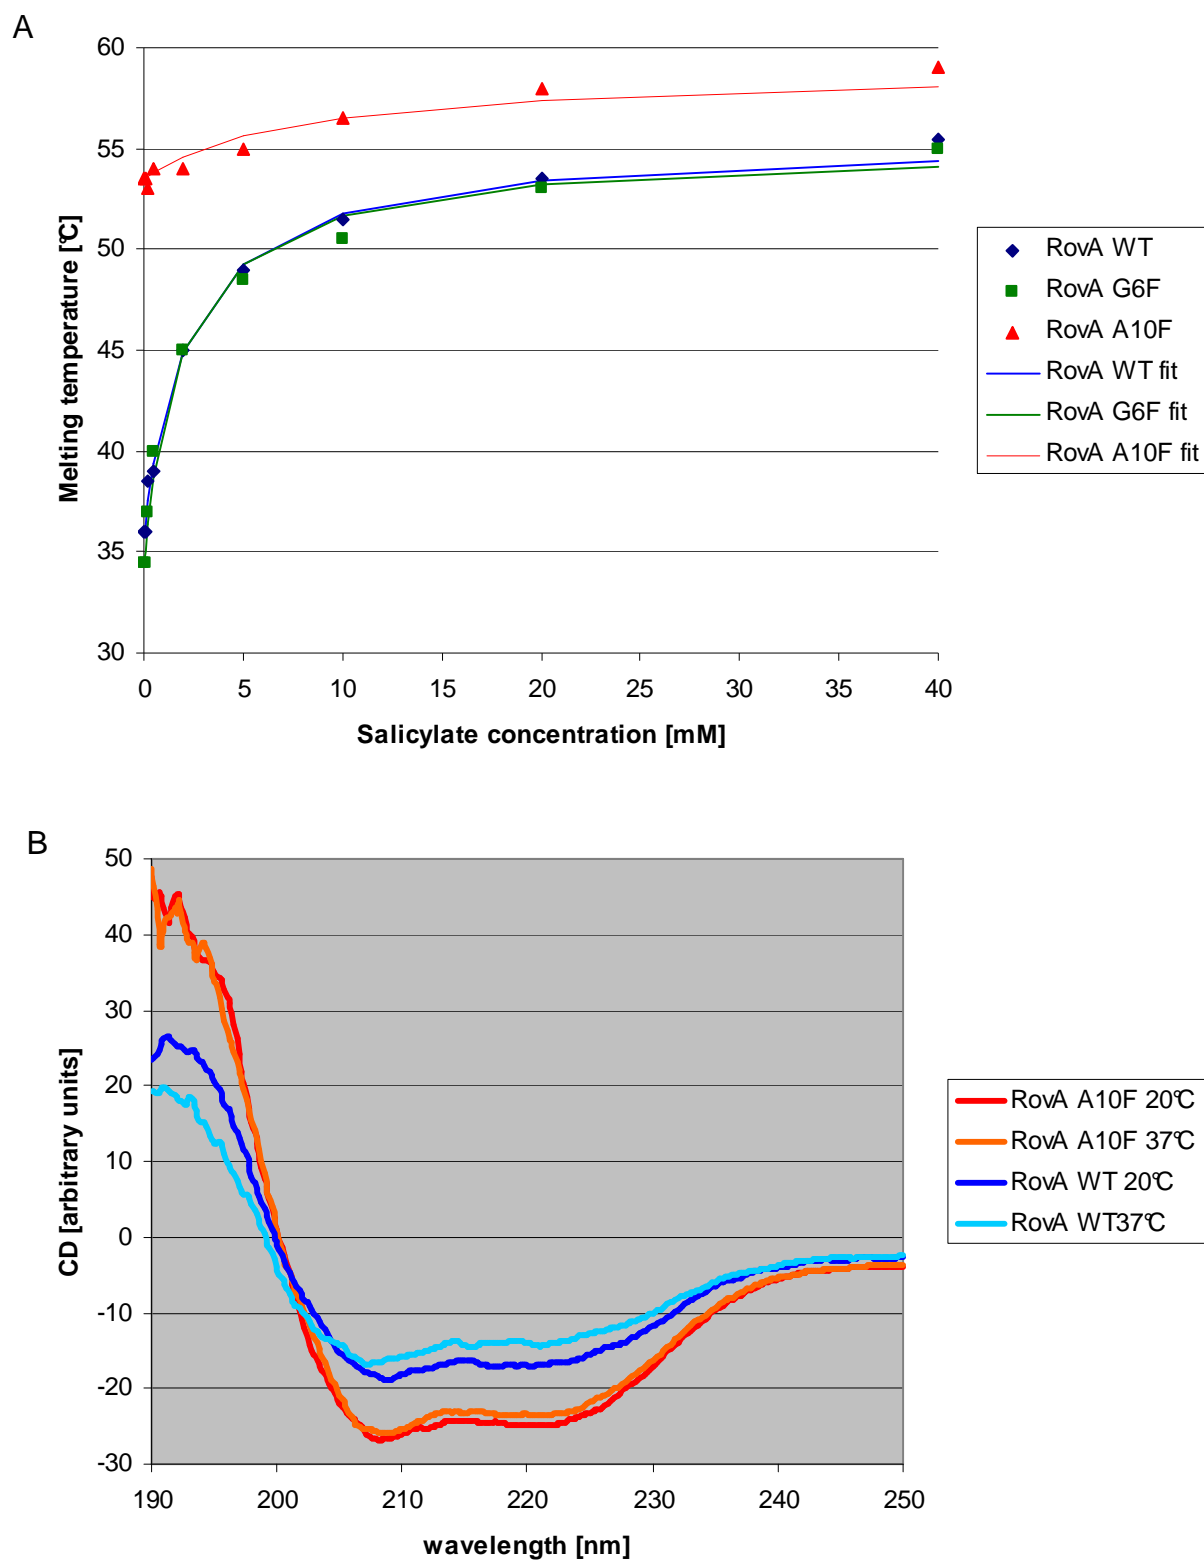 A
60
55
50
45
40
35
30
Melting temperature [°C]
0 5 10 15 20 25 30 35 40
Salicylate concentration [mM]
RovA WT
RovA G6F
RovA A10F
RovA WT fit
RovA G6F fit
RovA A10F fit
B
50
40
30
20
10
0
-10
-20
-30
CD [arbitrary units]
190 200 210 220 230 240 250
wavelength [nm]
RovA A10F 20°C
RovA A10F 37°C
RovA WT 20°C
RovA WT37°C